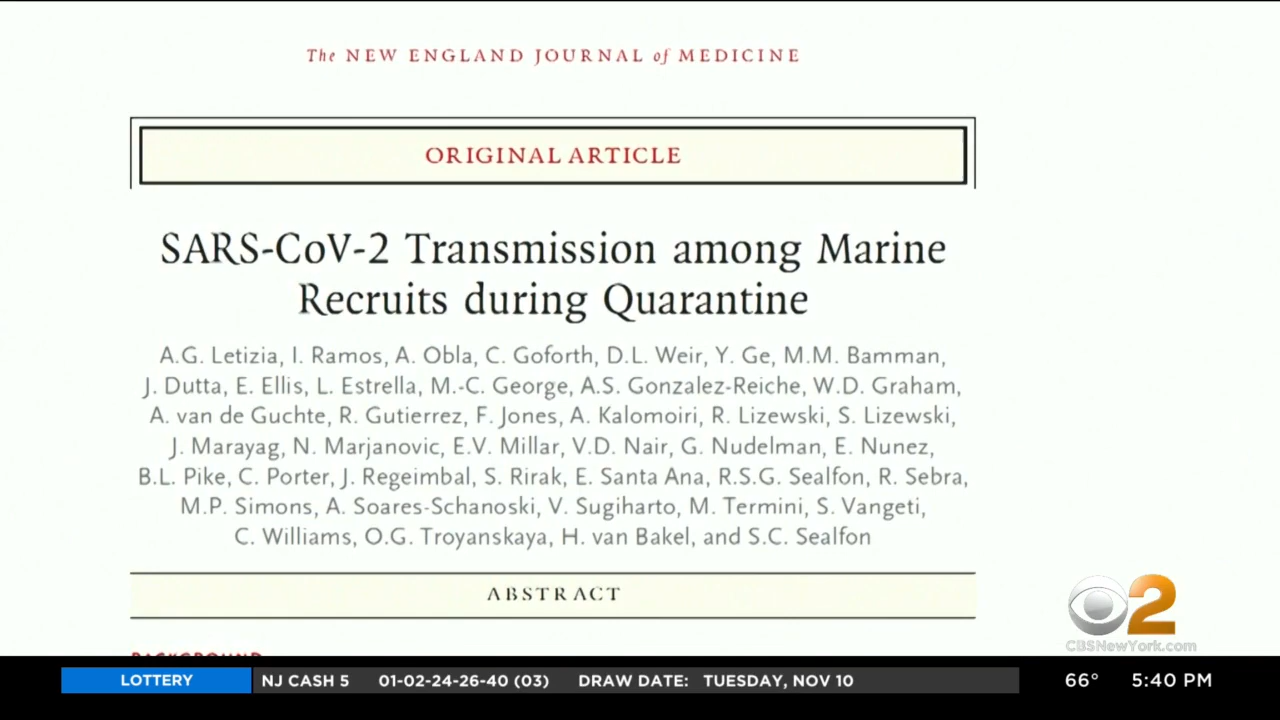 The NEW ENGLAND JOURNAL of MEDICINE
ORIGINAL ARTICLE
SARS-CoV-2 Transmission among Marine
Recruits during Quarantine
A.G. Letizia, I. Ramos, A. Obla, C. Goforth, D.L. Weir, Y. Ge, M.M. Bamman,
J. Dutta, E. Ellis, L. Estrella, M.-C. George, A.S. Gonzalez-Reiche, W.D. Graham,
A. van de Guchte, R. Gutierrez, F. Jones, A. Kalomoiri, R. Lizewski, S. Lizewski,
J. Marayag, N. Marjanovic, E.V. Millar, V.D. Nair, G. Nudelman, E. Nunez,
B.L. Pike, C. Porter, J. Regeimbal, S. Rirak, E. Santa Ana, R.S.G. Sealfon, R. Sebra,
M.P. Simons, A. Soares-Schanoski, V. Sugiharto, M. Termini, S. Vangeti,
C. Williams, O.G. Troyanskaya, H. van Bakel, and S.C. Sealfon
ABSTRACT
BACKGROUND
2
CBSNewYork.com
LOTTERY NJ CASH 5 01-02-24-26-40 (03) DRAW DATE: TUESDAY, NOV 10 66° 5:40 PM